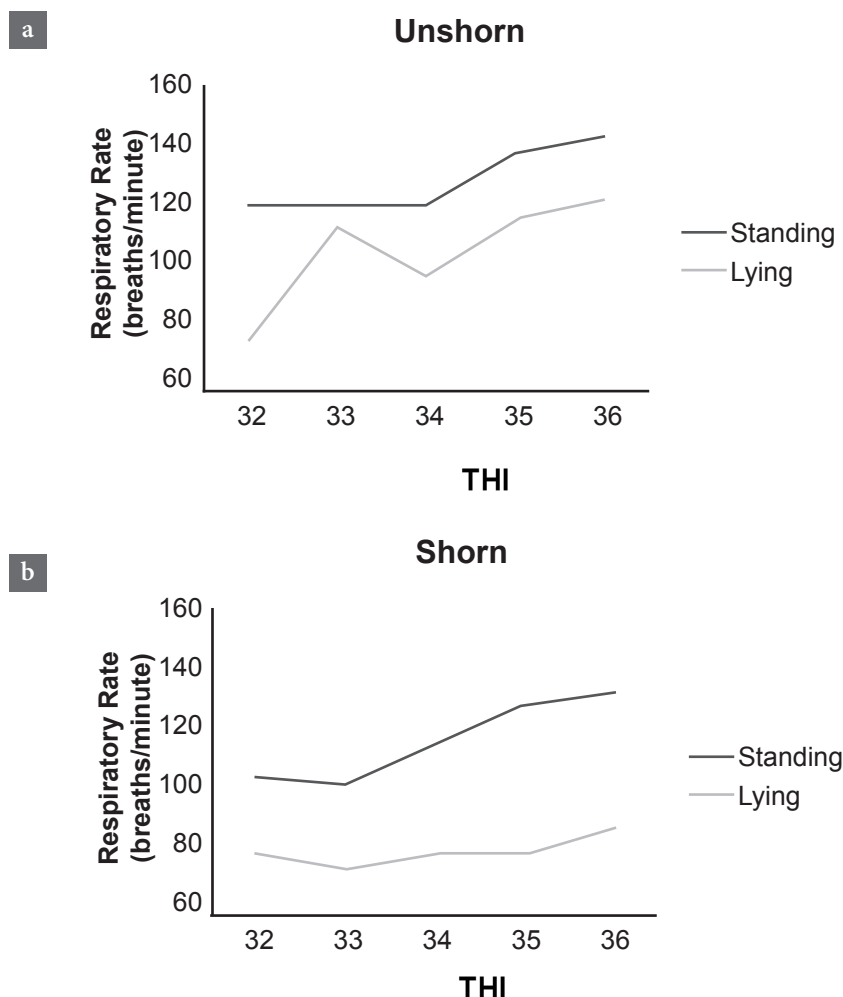 a
Unshorn
160
140
120
100
80
60
Respiratory Rate
(breaths/minute)
32 33 34 35 36
THI
Standing
Lying
b
Shorn
160
140
120
100
80
60
Respiratory Rate
(breaths/minute)
32 33 34 35 36
THI
Standing
Lying